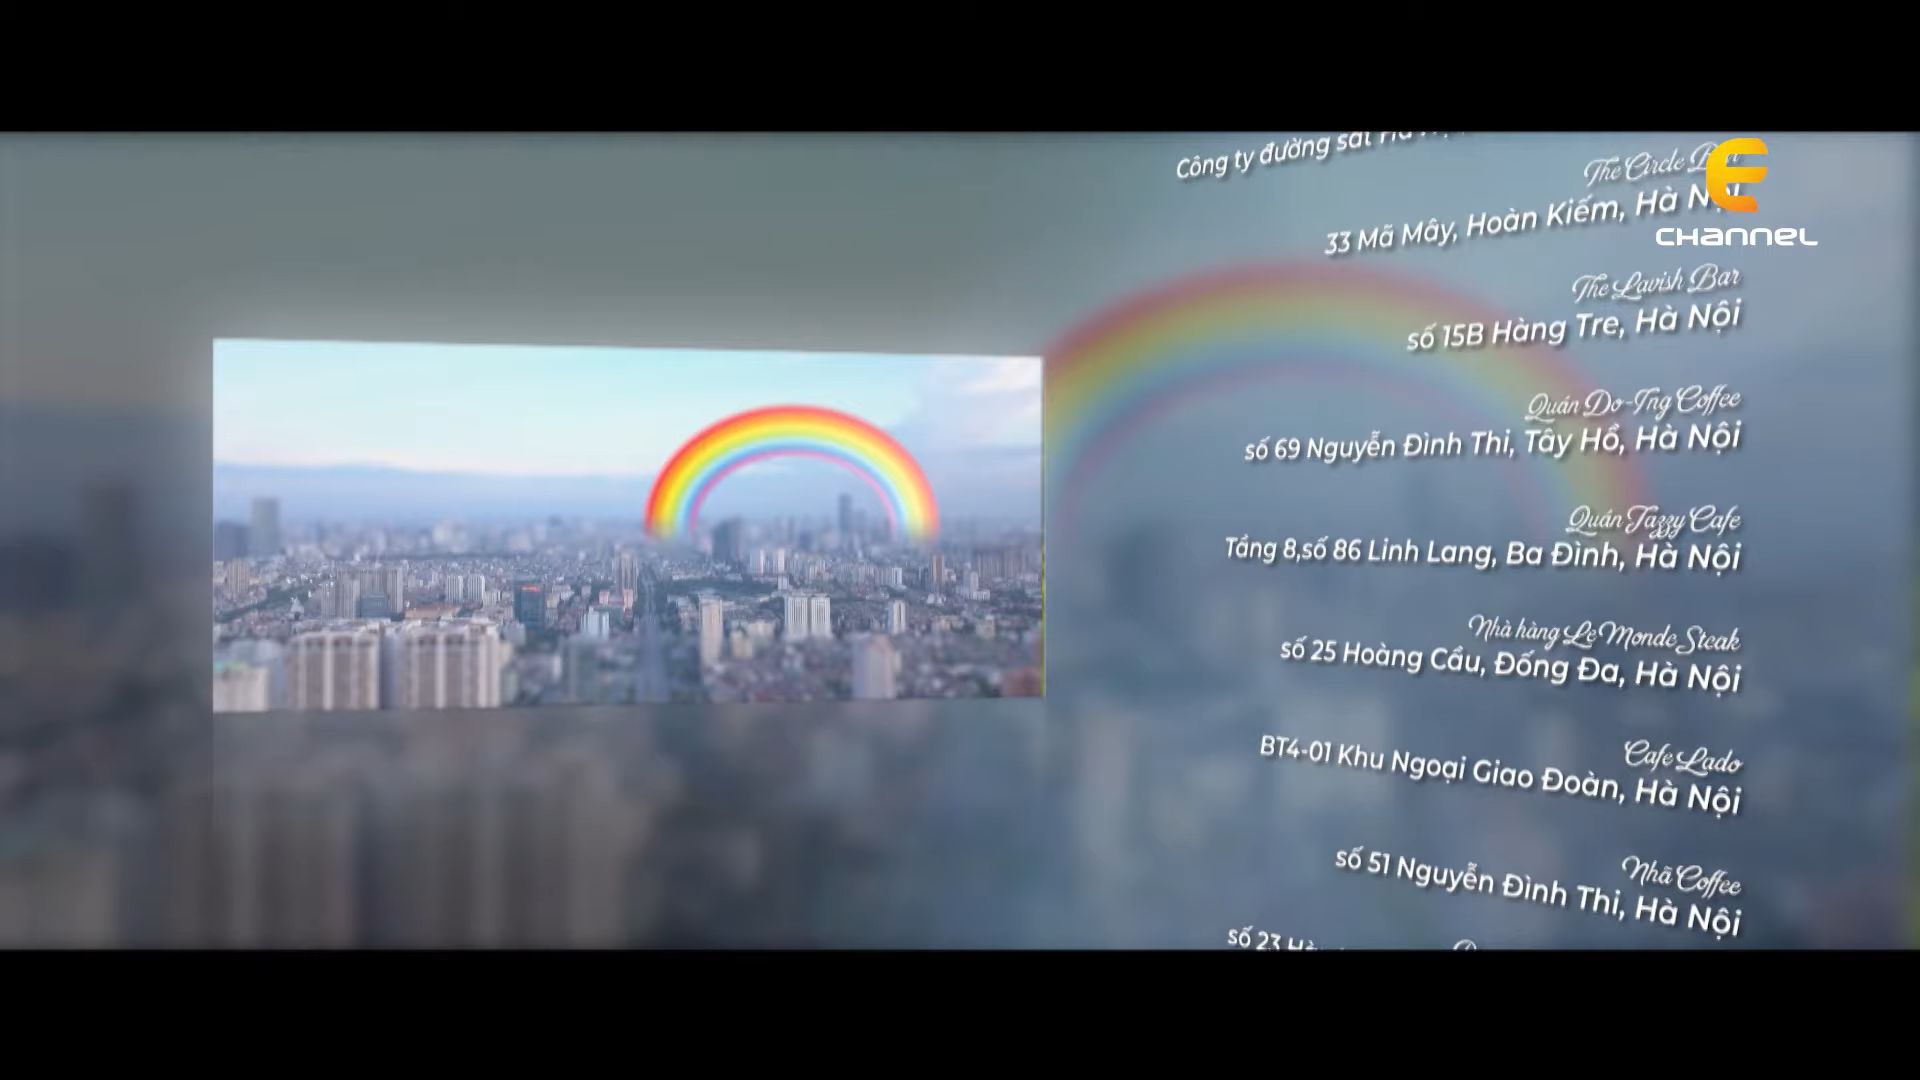 Công ty đường sắt Hà
The Circle
33 Mã Mây, Hoàn Kiếm, Hà Nội
E
CHANNEL
The Lavish Bar
số 15B Hàng Tre, Hà Nội
Quán Do-Ing Coffee
số 69 Nguyễn Đình Thi, Tây Hồ, Hà Nội
Quán Jazzy Cafe
Tầng 8,số 86 Linh Lang, Ba Đình, Hà Nội
Nhà hàng Le Monde Steak
số 25 Hoàng Cầu, Đống Đa, Hà Nội
Cafe Lado
BT4-01 Khu Ngoại Giao Đoàn, Hà Nội
Nhã Coffee
số 51 Nguyễn Đình Thi, Hà Nội
số 23